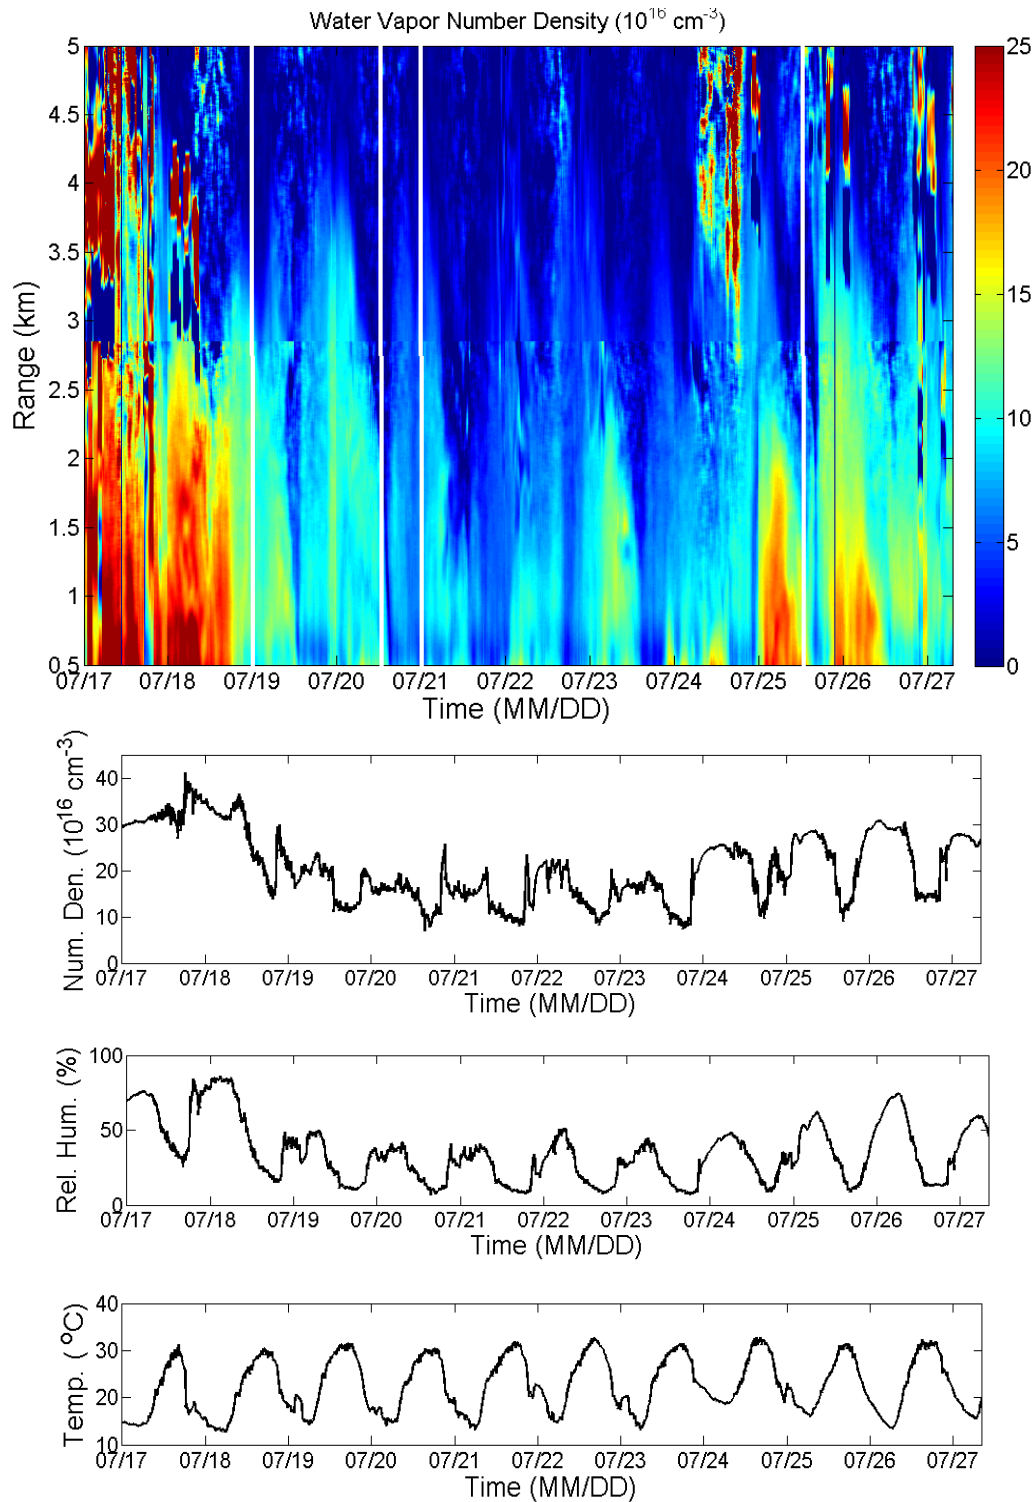 Water Vapor Number Density (10^16 cm^-3)
5
4.5
4
3.5
3
2.5
2
1.5
1
0.5
Range (km)
25
20
15
10
5
0
07/17 07/18 07/19 07/20 07/21 07/22 07/23 07/24 07/25 07/26 07/27
Time (MM/DD)
Num. Den. (10^16 cm^-3)
40
30
20
10
0
07/17 07/18 07/19 07/20 07/21 07/22 07/23 07/24 07/25 07/26 07/27
Time (MM/DD)
Rel. Hum. (%)
100
50
0
07/17 07/18 07/19 07/20 07/21 07/22 07/23 07/24 07/25 07/26 07/27
Time (MM/DD)
Temp. (°C)
40
30
20
10
07/17 07/18 07/19 07/20 07/21 07/22 07/23 07/24 07/25 07/26 07/27
Time (MM/DD)